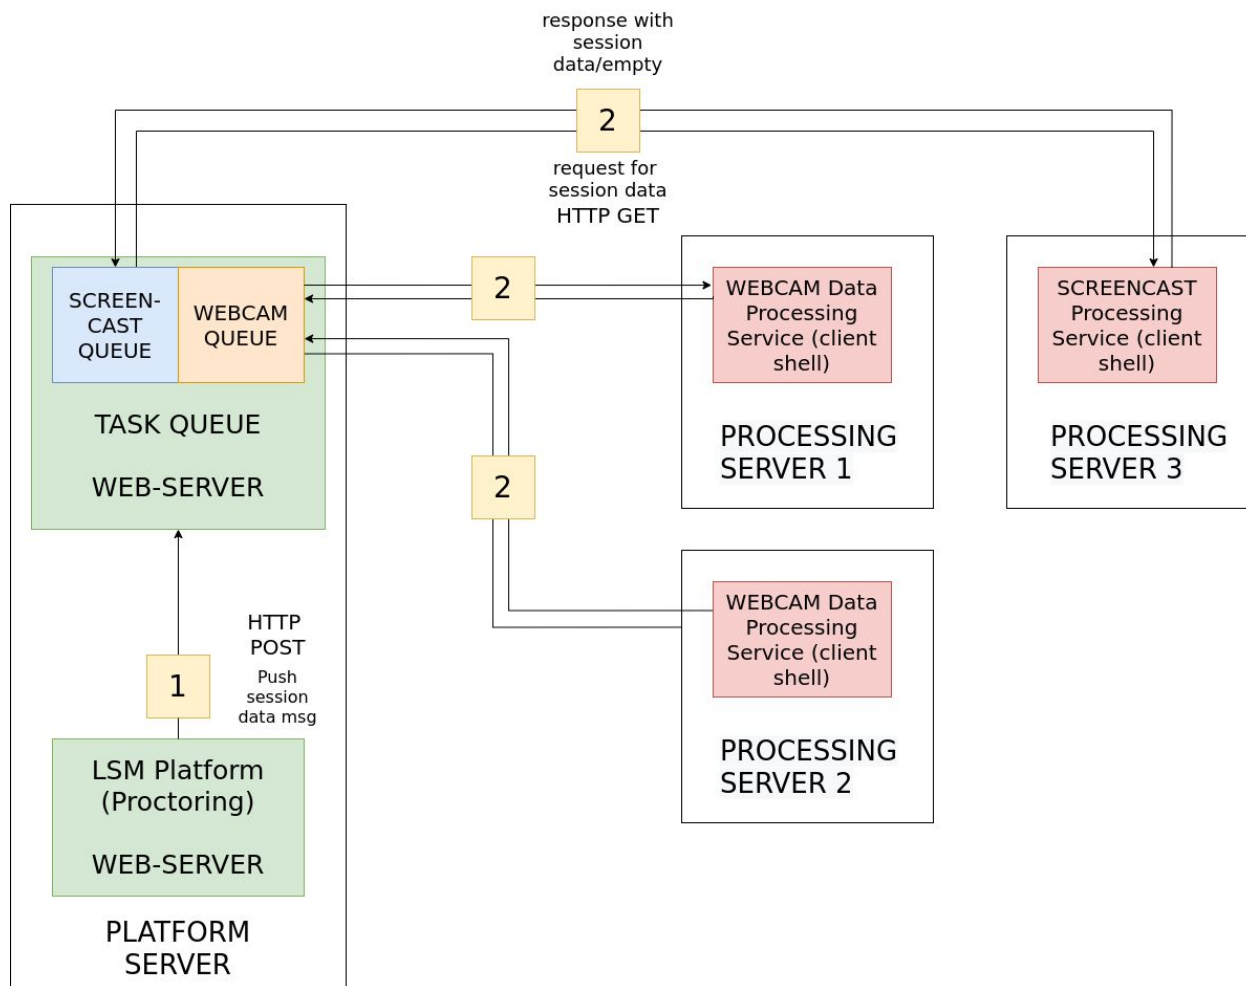 response with
session
data/empty
2
request for
session data
HTTP GET
SCREEN-
CAST
QUEUE
WEBCAM
QUEUE
TASK QUEUE
WEB-SERVER
2
WEBCAM Data
Processing
Service (client
shell)
PROCESSING
SERVER 1
SCREENCAST
Processing
Service (client
shell)
PROCESSING
SERVER 3
2
WEBCAM Data
Processing
Service (client
shell)
PROCESSING
SERVER 2
HTTP
POST
1
Push
session
data msg
LSM Platform
(Proctoring)
WEB-SERVER
PLATFORM
SERVER